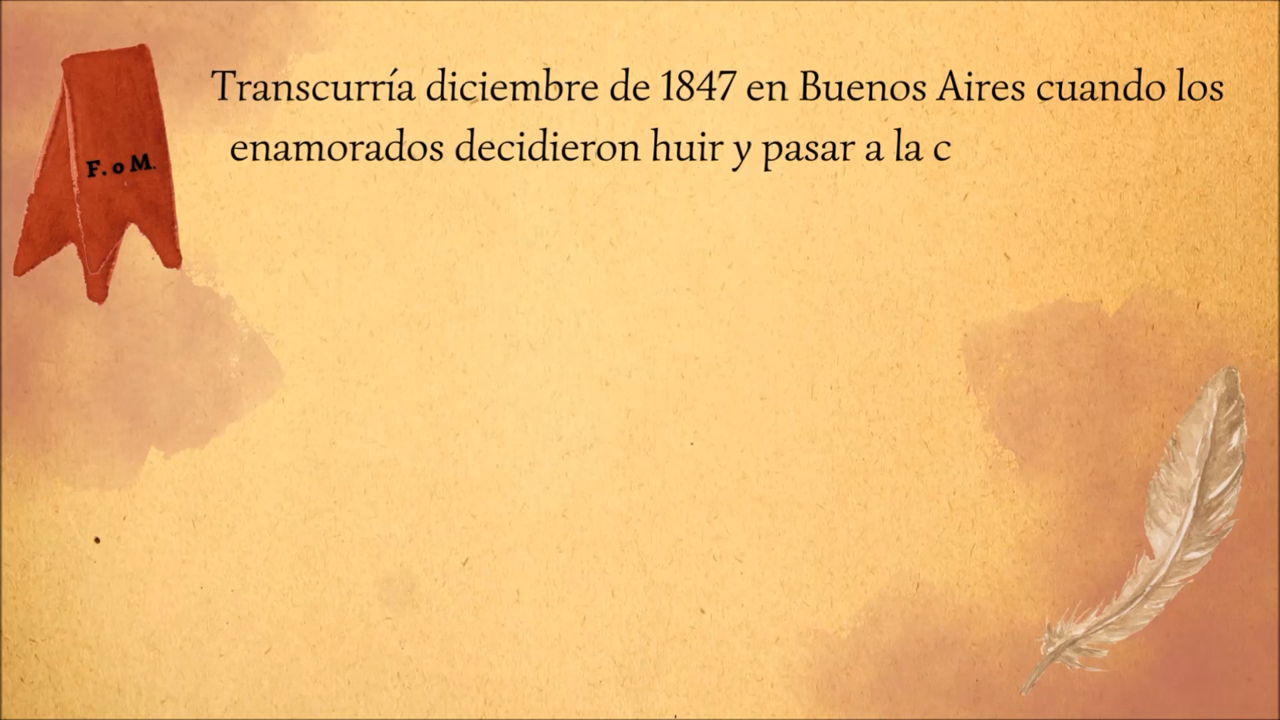 F. o M.
Transcurría diciembre de 1847 en Buenos Aires cuando los
enamorados decidieron huir y pasar a la c